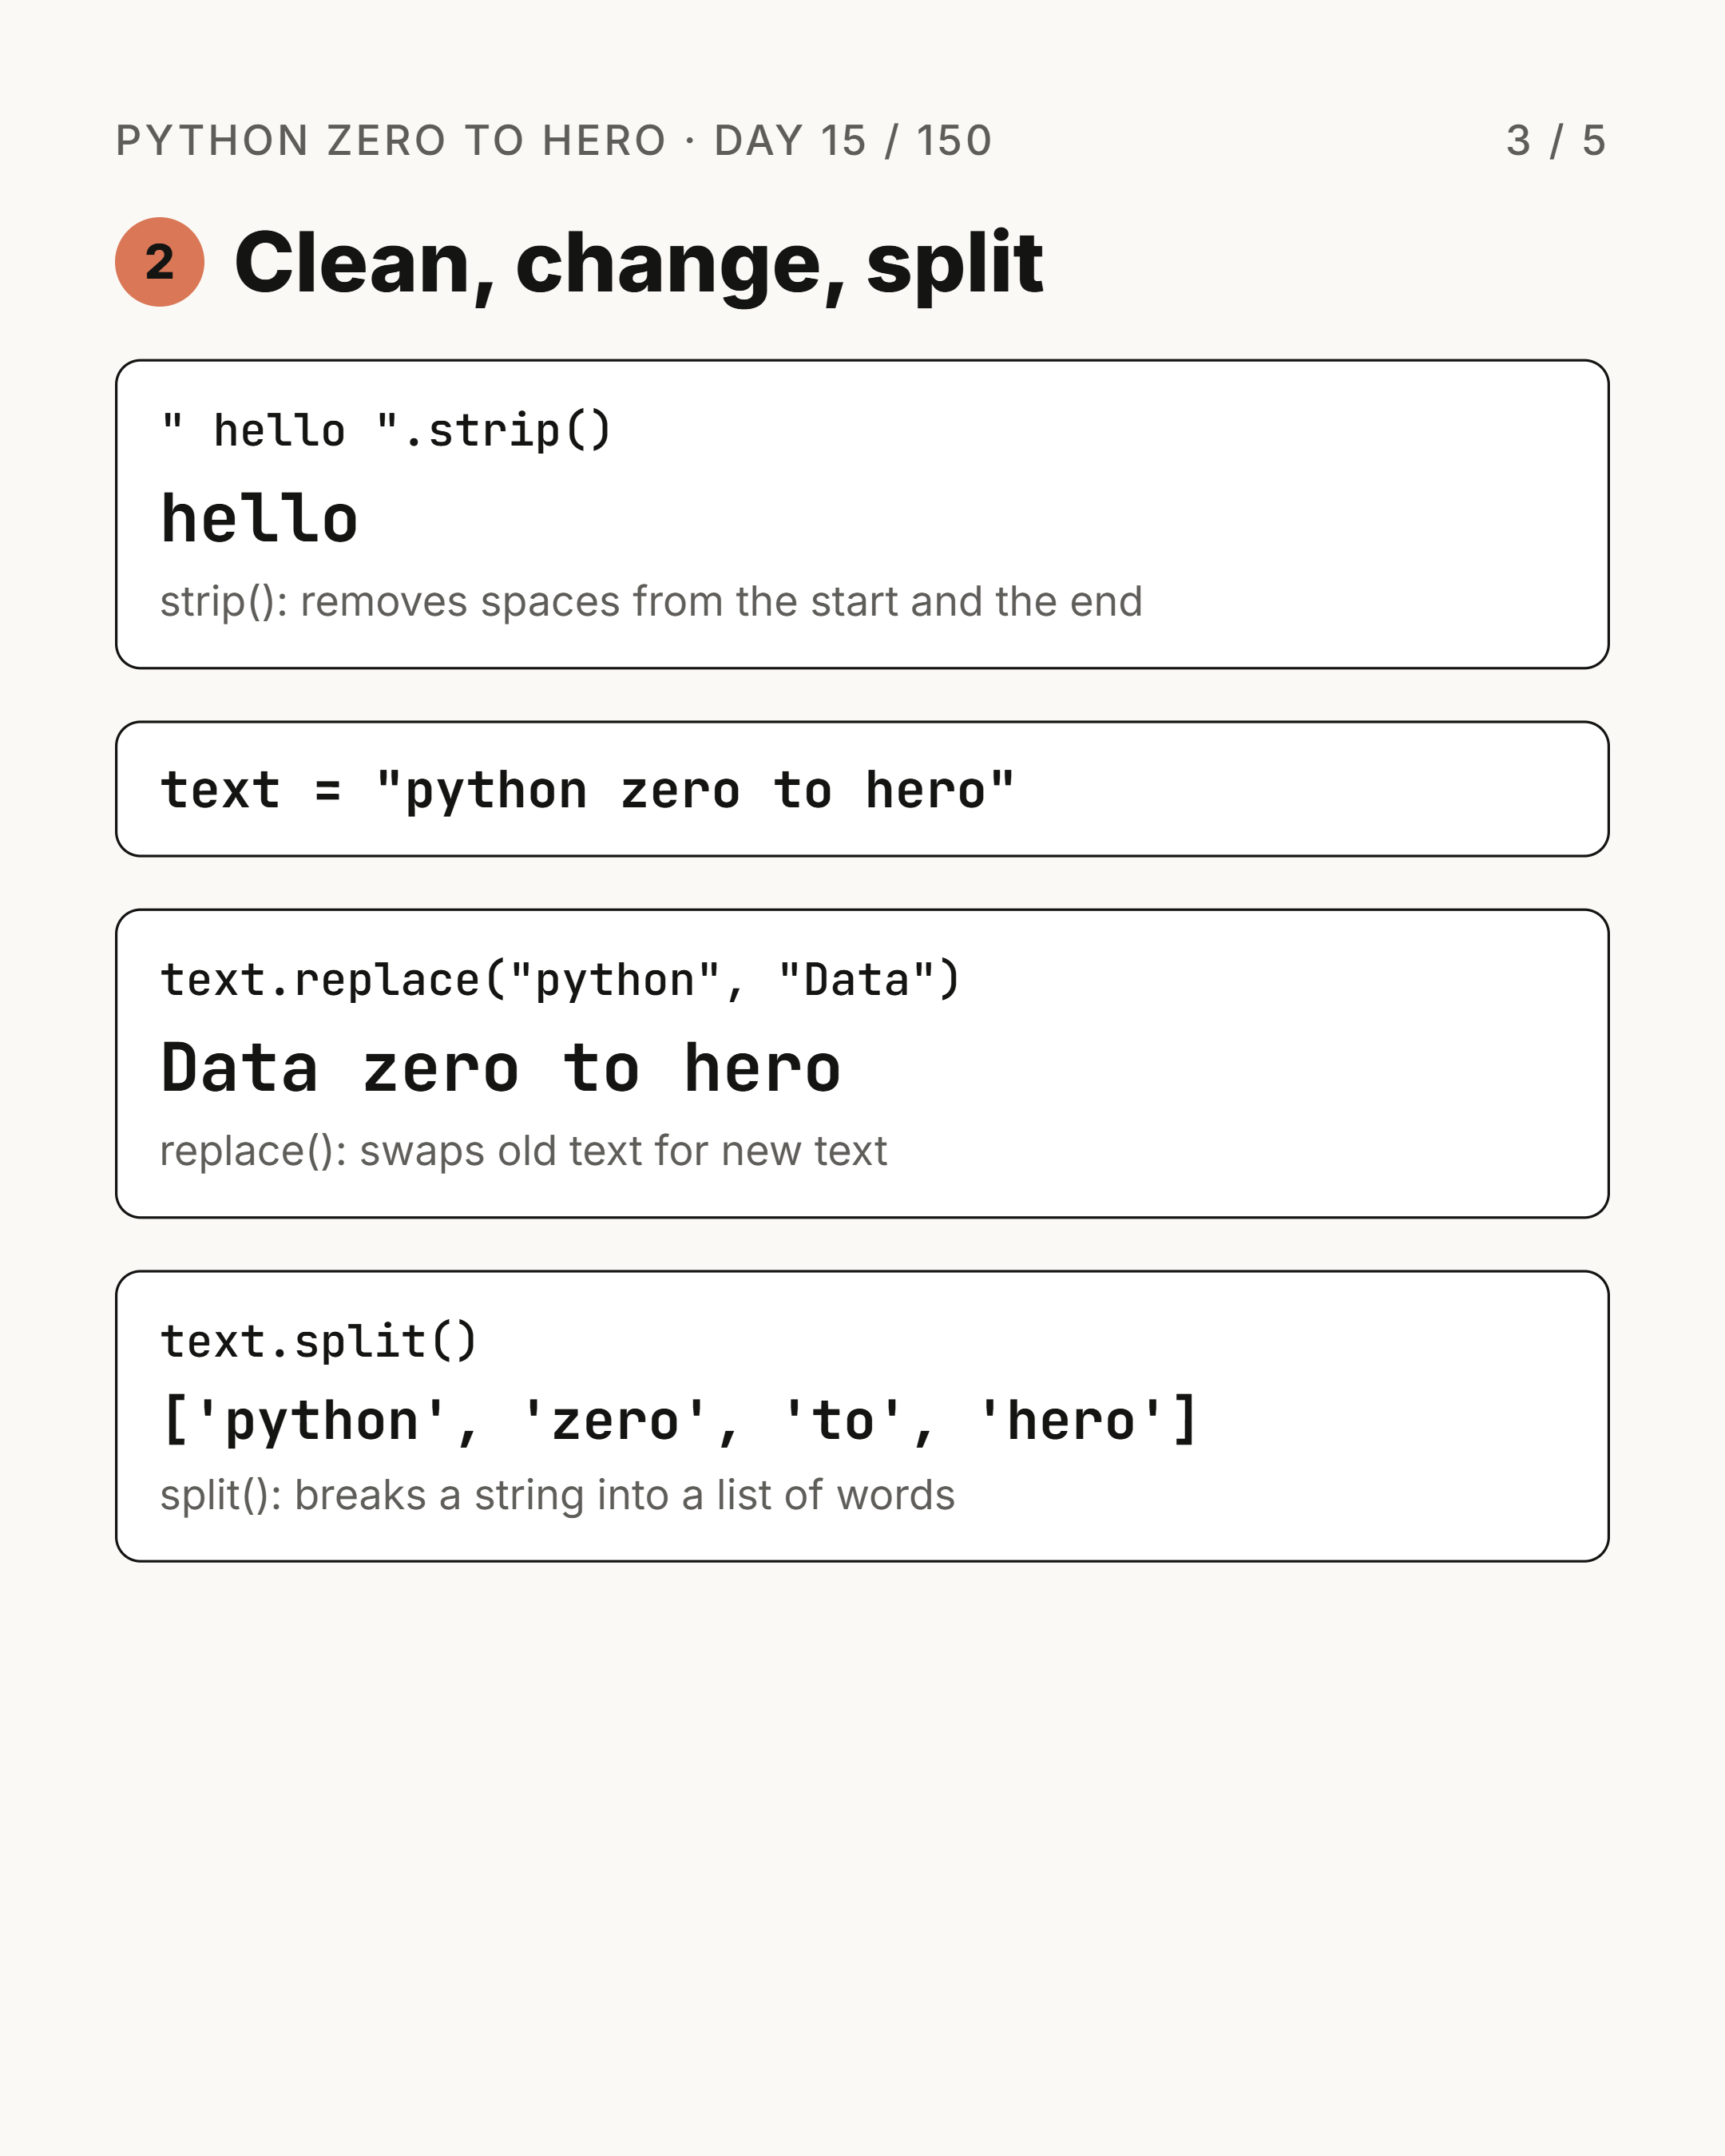 PYTHON ZERO TO HERO · DAY 15 / 150
3 / 5
2 Clean, change, split
" hello ".strip()
hello
strip(): removes spaces from the start and the end
text = "python zero to hero"
text.replace("python", "Data")
Data zero to hero
replace(): swaps old text for new text
text.split()
['python', 'zero', 'to', 'hero']
split(): breaks a string into a list of words